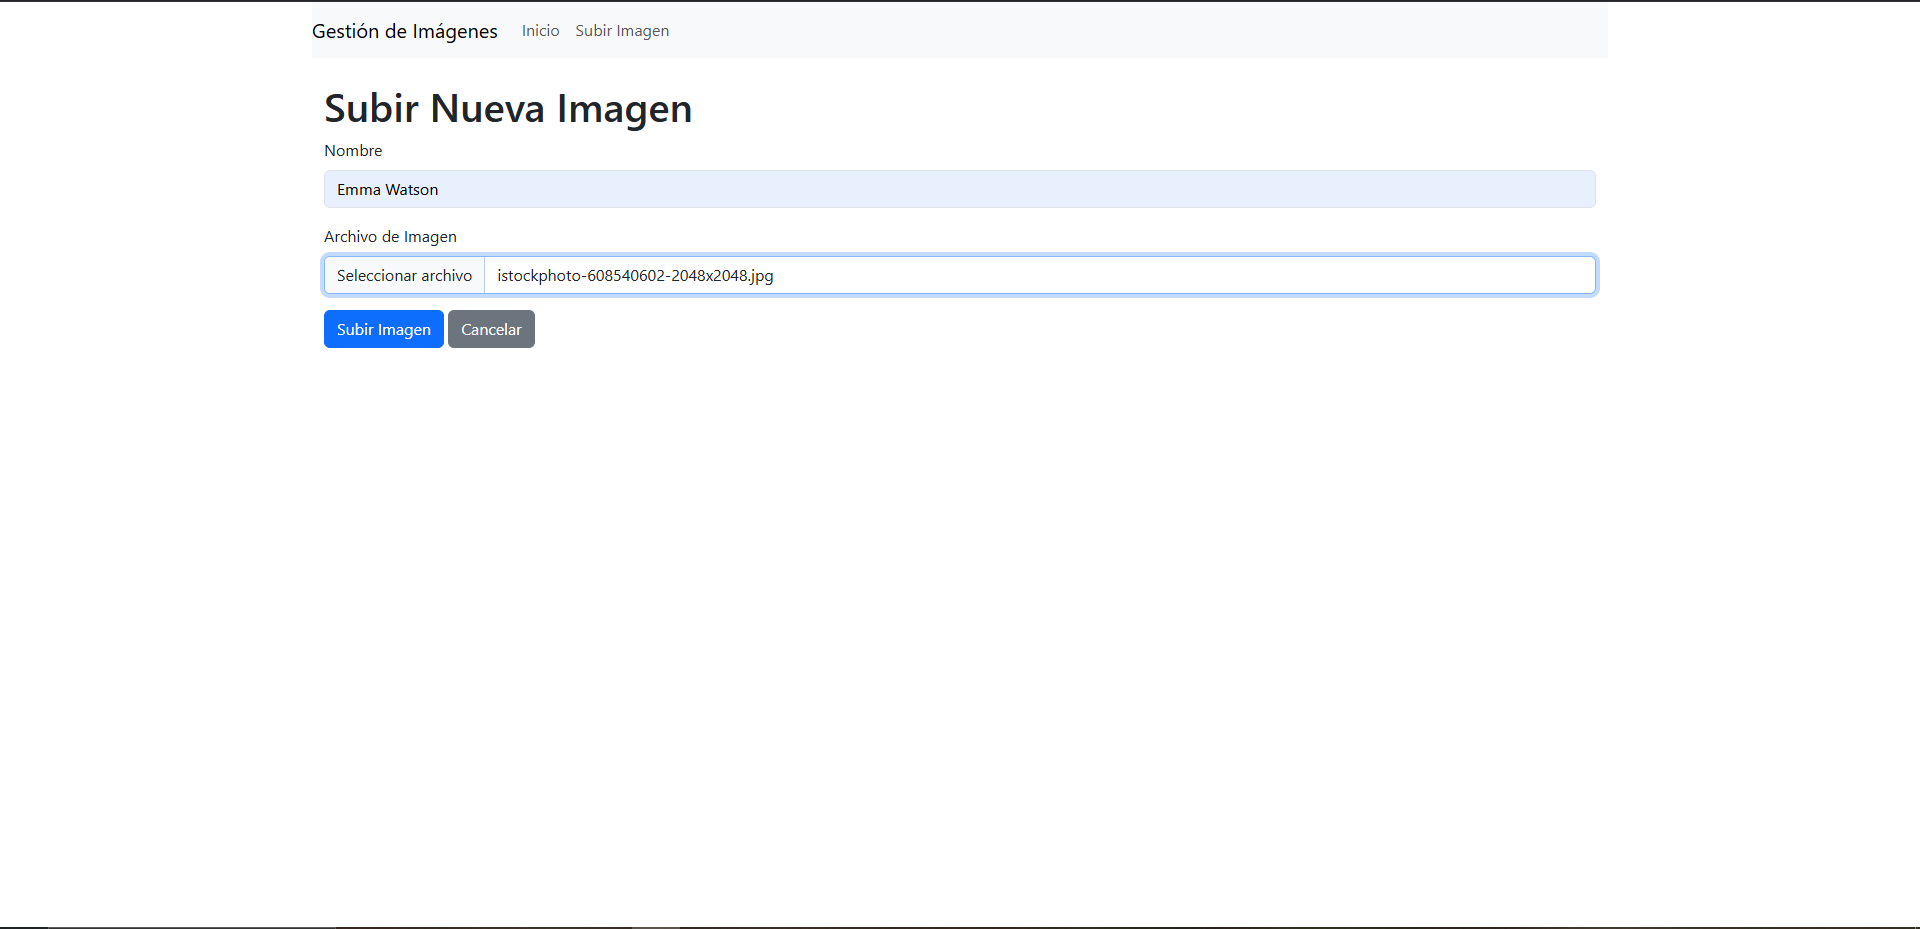 Gestión de Imágenes Inicio Subir Imagen
Subir Nueva Imagen
Nombre
Emma Watson
Archivo de Imagen
Seleccionar archivo istockphoto-608540602-2048x2048.jpg
Subir Imagen Cancelar